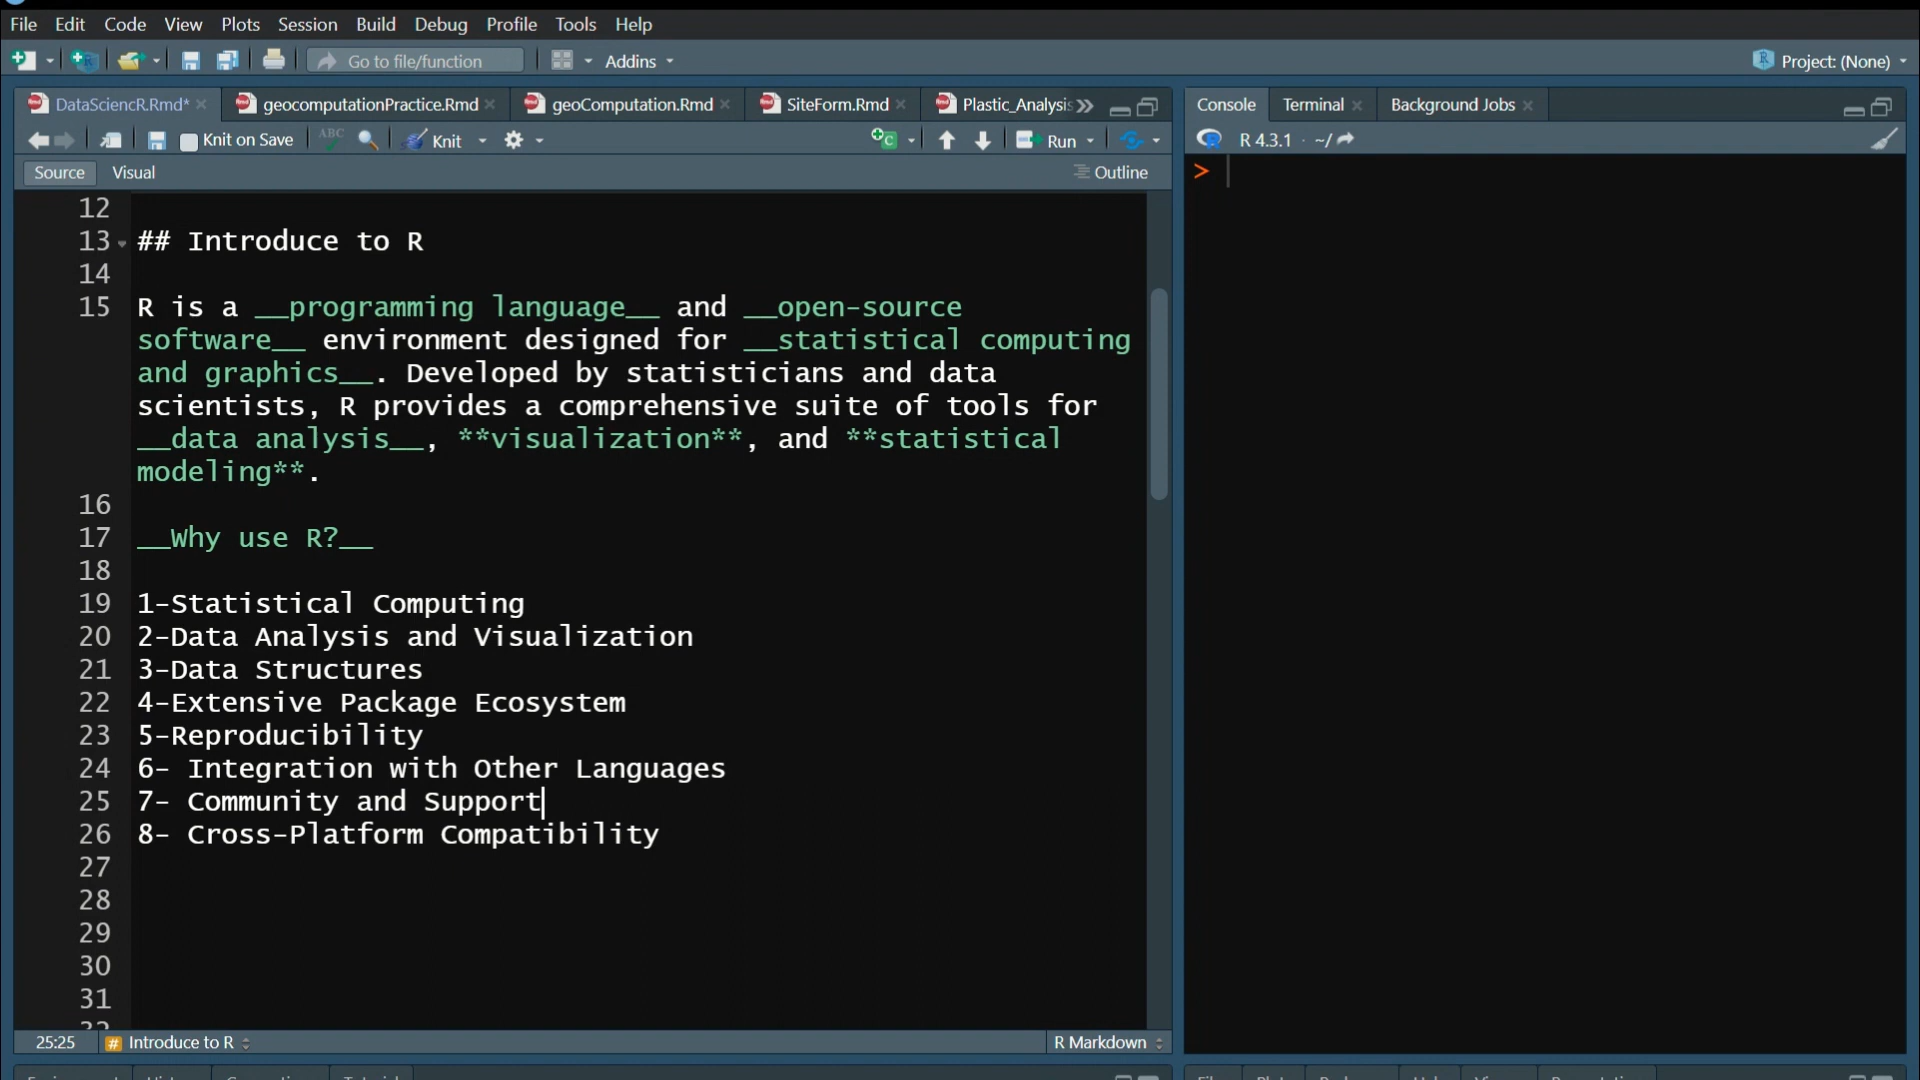 File Edit Code View Plots Session Build Debug Profile Tools Help
Go to file/function Addins Project: (None)
DataSciencR.Rmd* geocomputationPractice.Rmd geoComputation.Rmd SiteForm.Rmd Plastic_Analysis
Console Terminal Background Jobs
Knit on Save ABC Knit Run
R 4.3.1 · ~/
Source Visual Outline
>
12
13 ## Introduce to R
14
15 R is a __programming language__ and __open-source
software__ environment designed for __statistical computing
and graphics__. Developed by statisticians and data
scientists, R provides a comprehensive suite of tools for
__data analysis__, **visualization**, and **statistical
modeling**.
16
17 __Why use R?__
18
19 1-Statistical Computing
20 2-Data Analysis and Visualization
21 3-Data Structures
22 4-Extensive Package Ecosystem
23 5-Reproducibility
24 6- Integration with Other Languages
25 7- Community and Support
26 8- Cross-Platform Compatibility
27
28
29
30
31
25:25 # Introduce to R R Markdown